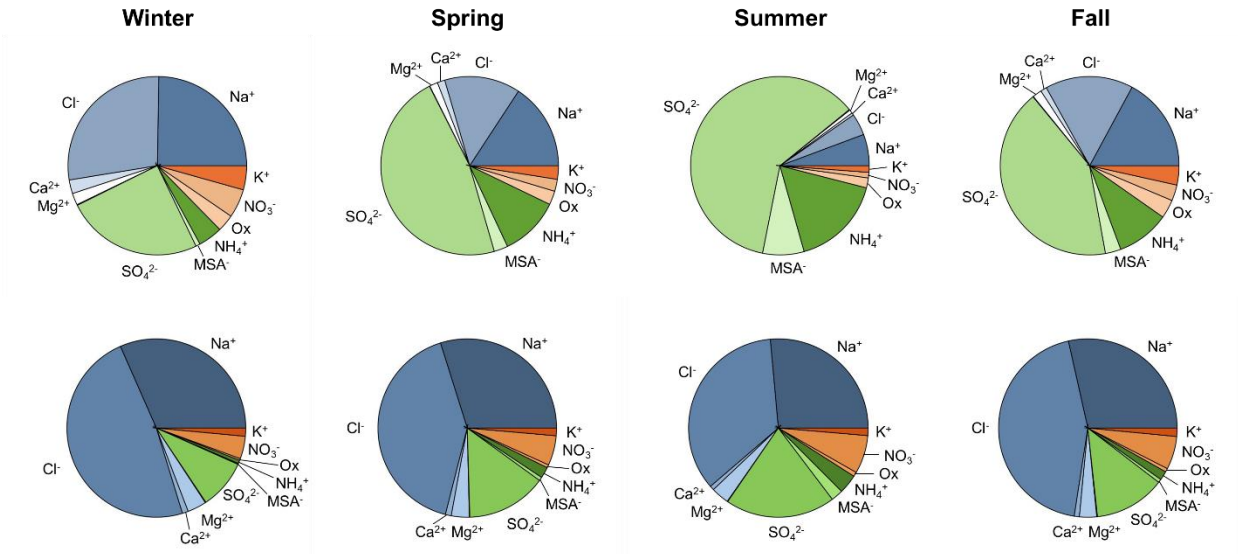 Winter
Spring
Summer
Fall
Cl⁻
Na⁺
K⁺
NO₃⁻
Ox
NH₄⁺
MSA⁻
SO₄²⁻
Mg²⁺
Ca²⁺
Mg²⁺
Ca²⁺
Cl⁻
Na⁺
K⁺
NO₃⁻
Ox
NH₄⁺
MSA⁻
SO₄²⁻
SO₄²⁻
Mg²⁺
Ca²⁺
Cl⁻
Na⁺
K⁺
NO₃⁻
Ox
NH₄⁺
MSA⁻
Mg²⁺
Ca²⁺
Cl⁻
Na⁺
K⁺
NO₃⁻
Ox
NH₄⁺
MSA⁻
SO₄²⁻
Na⁺
K⁺
NO₃⁻
Ox
NH₄⁺
MSA⁻
SO₄²⁻
Mg²⁺
Ca²⁺
Cl⁻
Na⁺
K⁺
NO₃⁻
Ox
NH₄⁺
MSA⁻
SO₄²⁻
Ca²⁺ Mg²⁺
Cl⁻
Cl⁻
Na⁺
K⁺
NO₃⁻
Ox
NH₄⁺
MSA⁻
SO₄²⁻
Mg²⁺
Ca²⁺
Na⁺
K⁺
NO₃⁻
Ox
NH₄⁺
MSA⁻
SO₄²⁻
Ca²⁺ Mg²⁺
Cl⁻